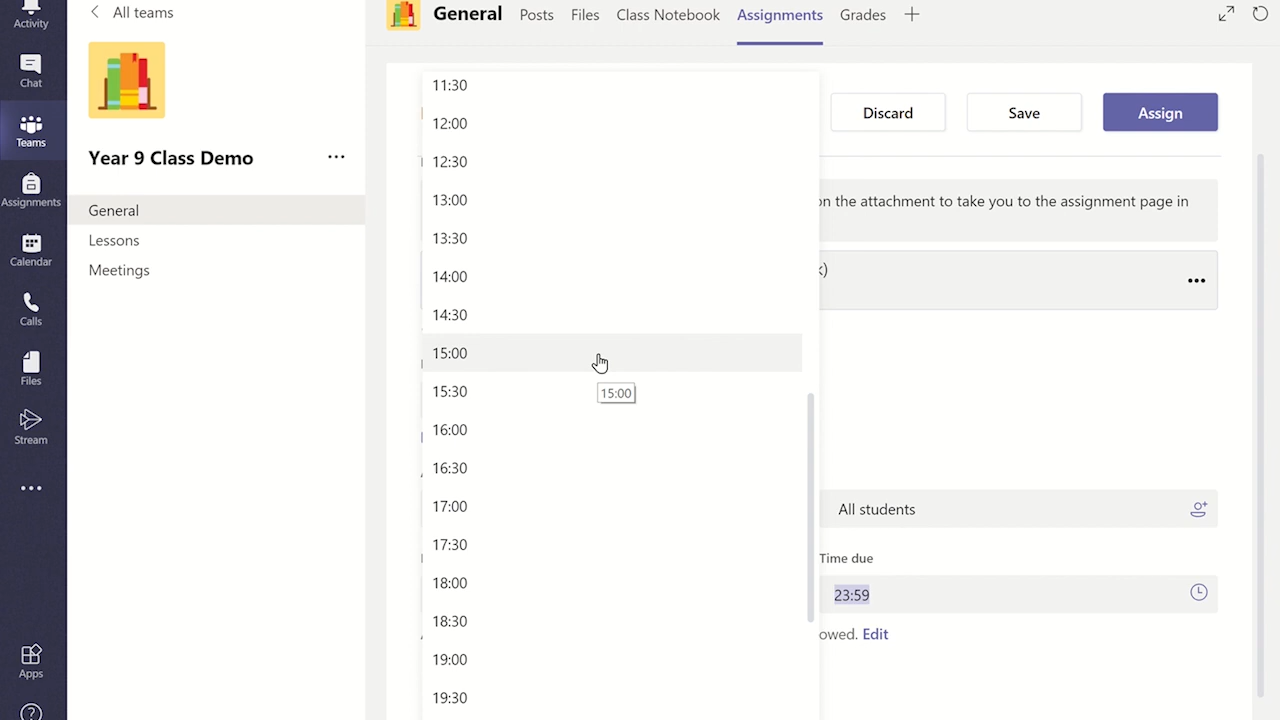 Activity
Chat
Teams
Assignments
Calendar
Calls
Files
Stream
Apps
All teams
Year 9 Class Demo
General
Lessons
Meetings
General Posts Files Class Notebook Assignments Grades
Discard Save Assign
on the attachment to take you to the assignment page in
All students
Time due
23:59
owed. Edit
11:30
12:00
12:30
13:00
13:30
14:00
14:30
15:00
15:00
15:30
16:00
16:30
17:00
17:30
18:00
18:30
19:00
19:30